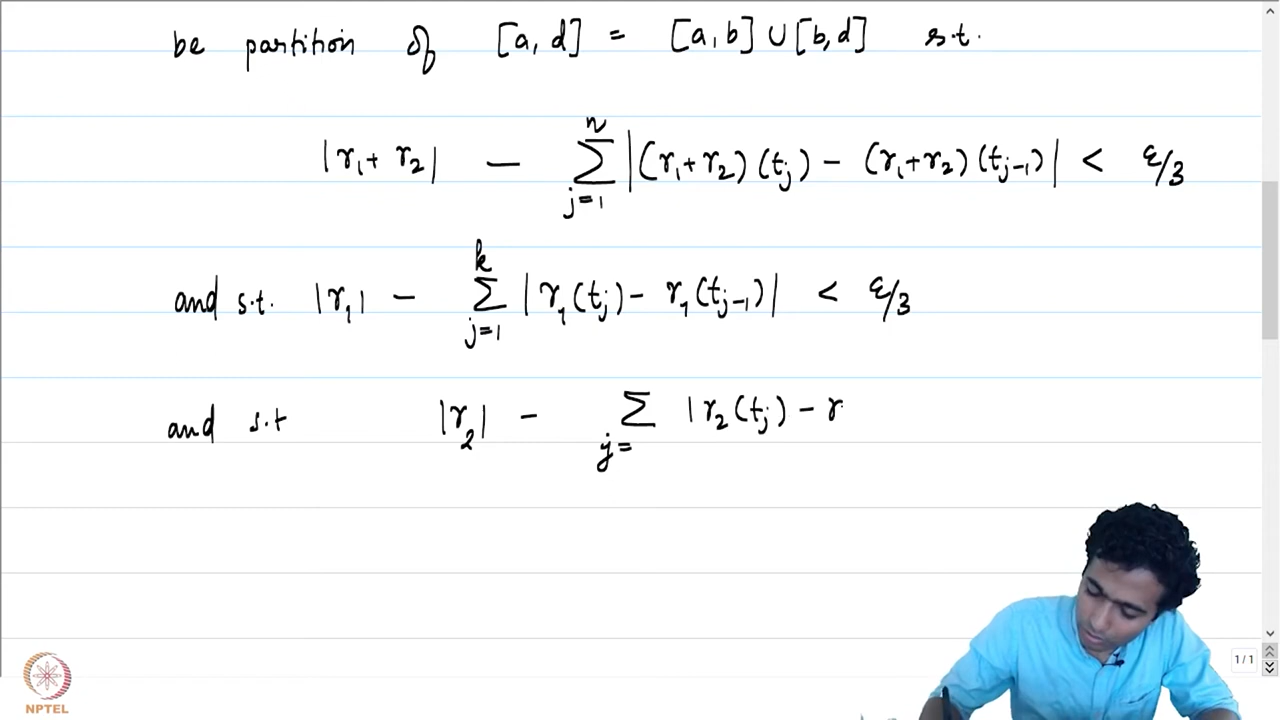 be partition of [a, d] = [a, b] ∪ [b, d] s.t.
|γ₁ + γ₂| − ∑_{j=1}^{n} |(γ₁+γ₂)(t_j) − (γ₁+γ₂)(t_{j−1})| < ε/3
and s.t. |γ₁| − ∑_{j=1}^{k} |γ₁(t_j) − γ₁(t_{j−1})| < ε/3
and s.t |γ₂| − ∑_{j=} |γ₂(t_j) − γ
1/1
NPTEL